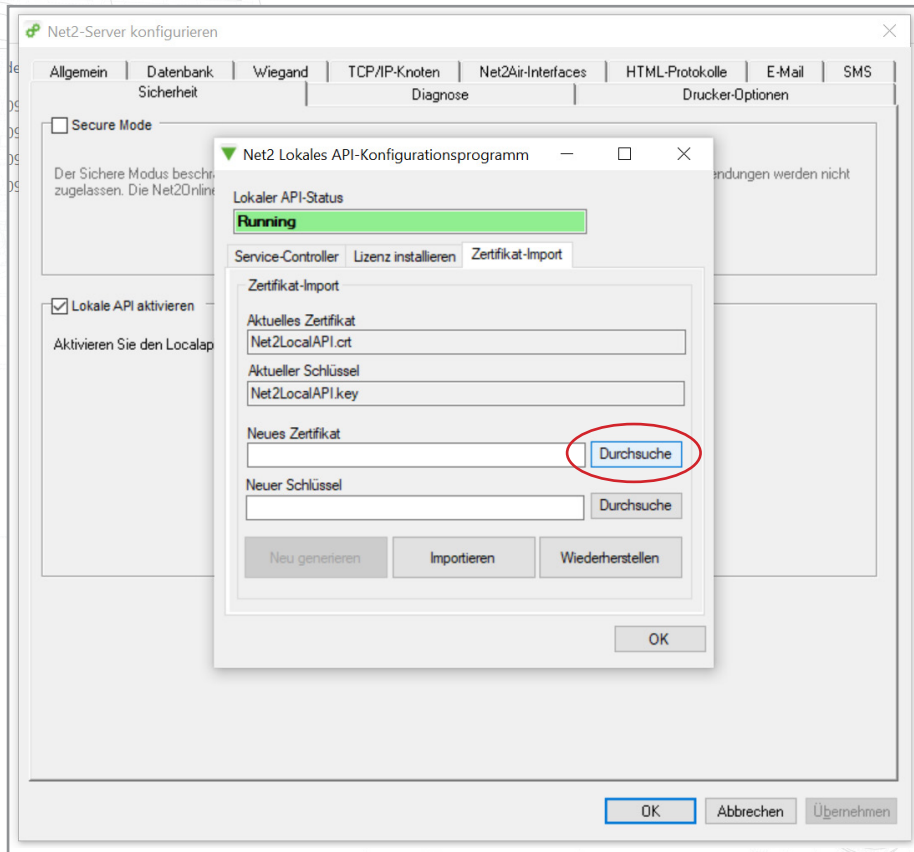 Net2-Server konfigurieren
Allgemein Datenbank Wiegand TCP/IP-Knoten Net2Air-Interfaces HTML-Protokolle E-Mail SMS
Sicherheit Diagnose Drucker-Optionen
Secure Mode
Der Sichere Modus endungen werden nicht
zugelassen. Die
Net2 Lokales API-Konfigurationsprogramm
Lokaler API-Status
Running
Service-Controller Lizenz installieren Zertifikat-Import
Zertifikat-Import
Lokale API aktivieren
Aktuelles Zertifikat
Aktivieren Sie den Localap
Net2LocalAPI.crt
Aktueller Schlüssel
Net2LocalAPI.key
Neues Zertifikat
Durchsuche
Neuer Schlüssel
Durchsuche
Neu generieren Importieren Wiederherstellen
OK
OK Abbrechen Übernehmen